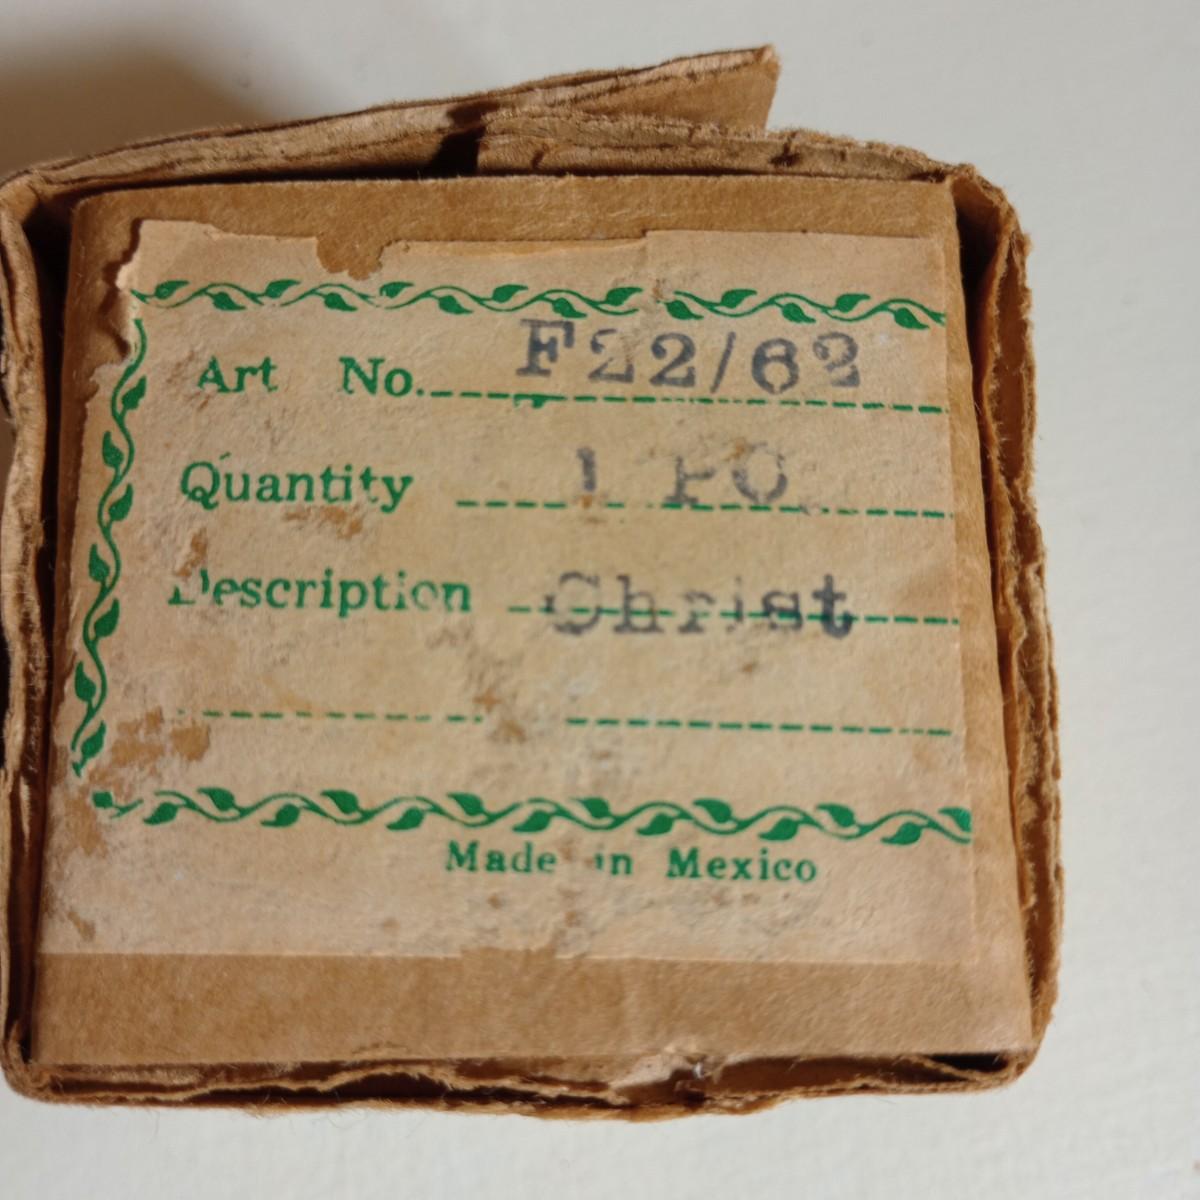 Art No. F22/62
Quantity 1 PC
Description Christ
Made in Mexico